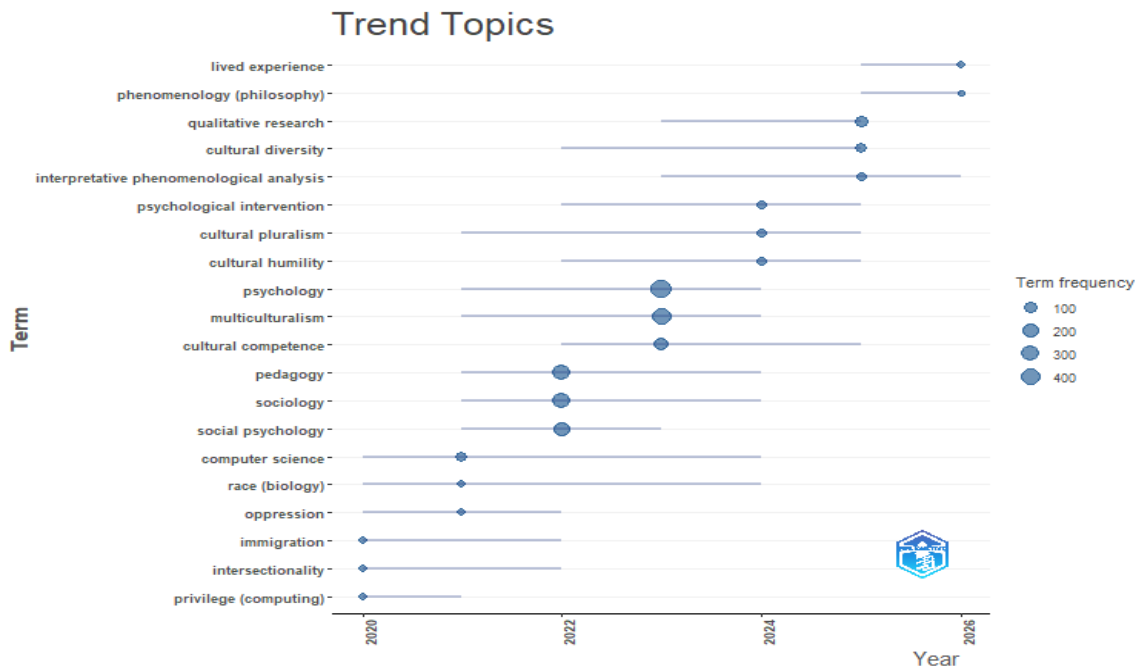 Trend Topics
lived experience
phenomenology (philosophy)
qualitative research
cultural diversity
interpretative phenomenological analysis
psychological intervention
cultural pluralism
cultural humility
psychology
multiculturalism
cultural competence
pedagogy
sociology
social psychology
computer science
race (biology)
oppression
immigration
intersectionality
privilege (computing)
Term
2020
2022
2024
2026
Year
Term frequency
100
200
300
400